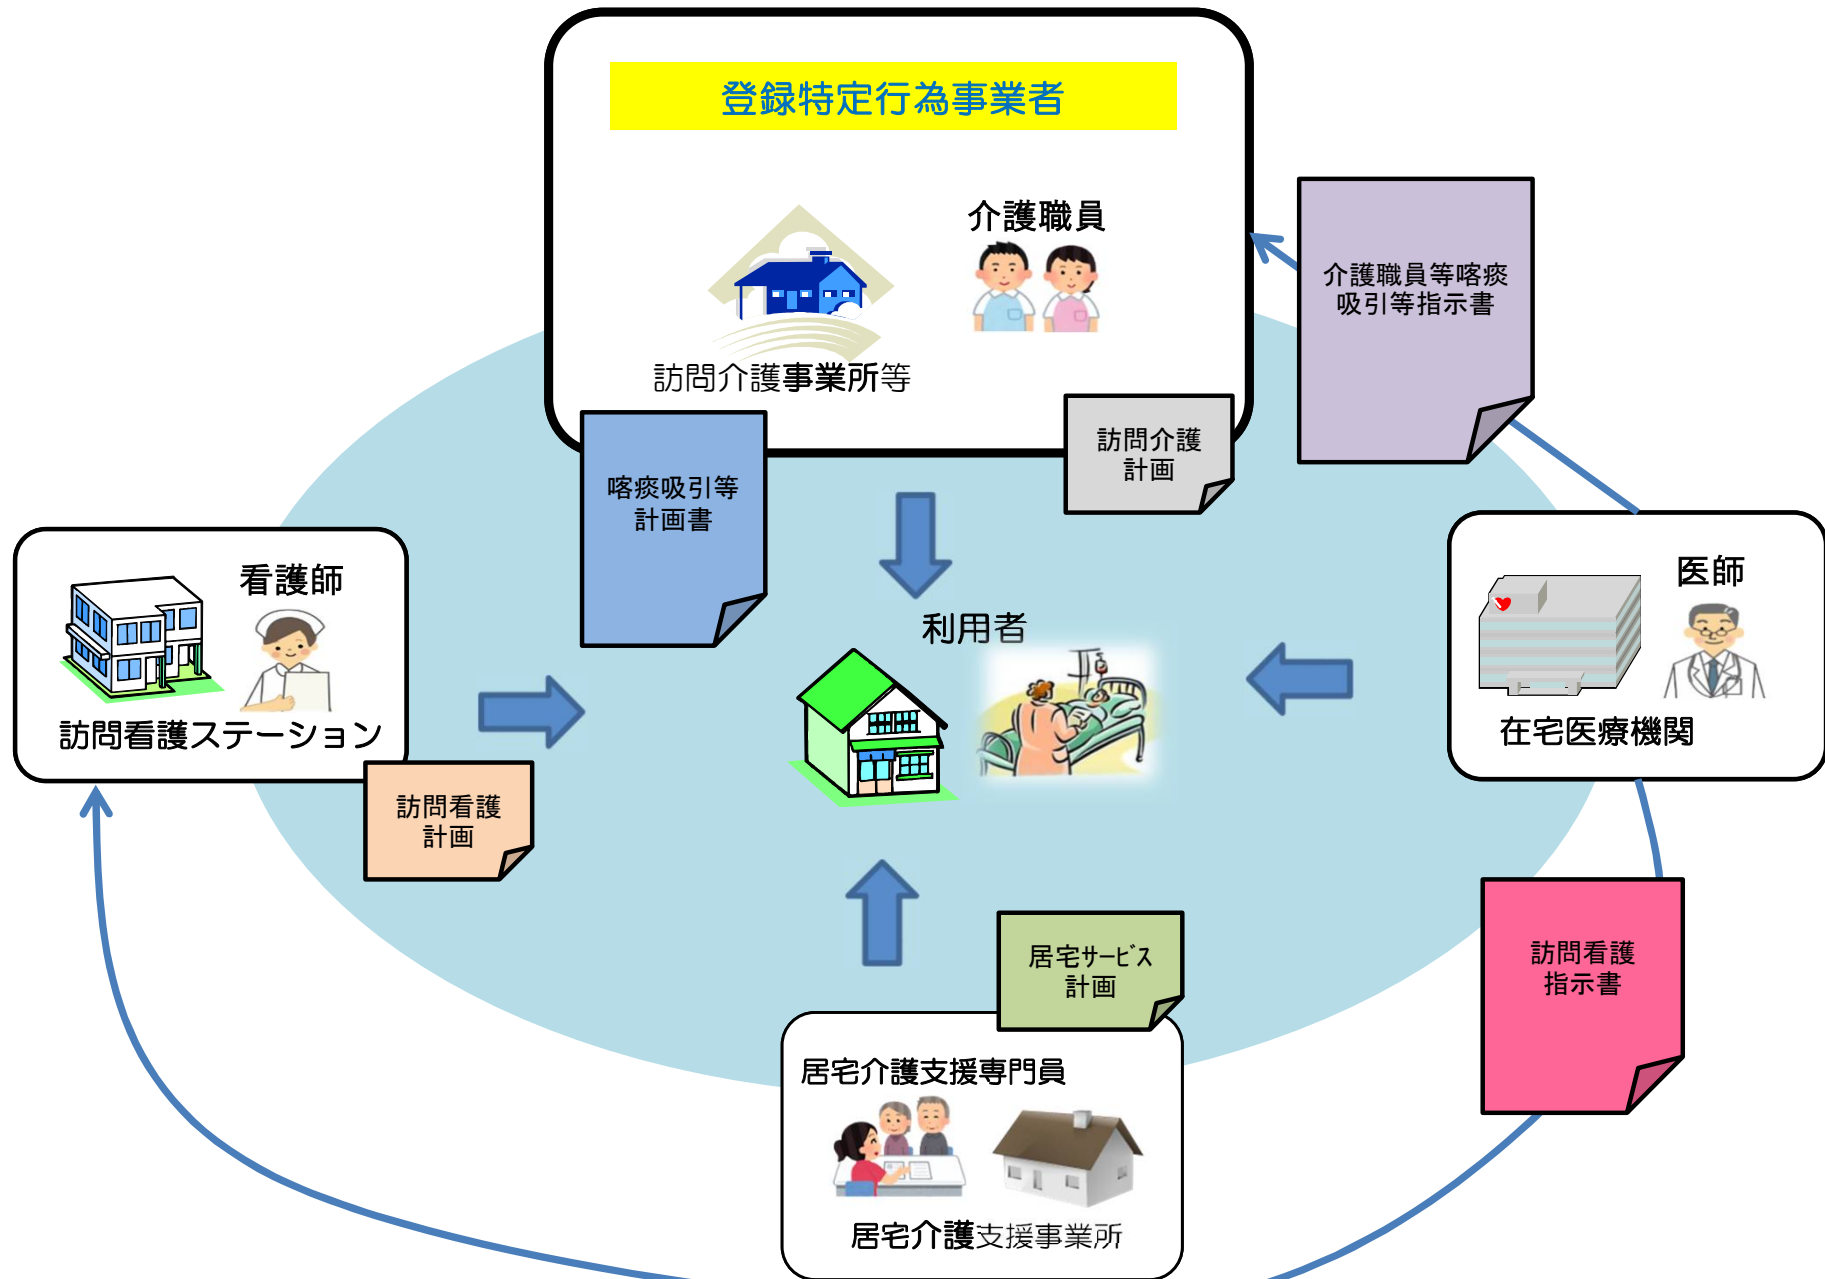 登録特定行為事業者
介護職員
訪問介護事業所等
介護職員等喀痰
吸引等指示書
訪問介護
計画
喀痰吸引等
計画書
看護師
訪問看護ステーション
訪問看護
計画
利用者
医師
在宅医療機関
居宅ｻｰﾋﾞｽ
計画
訪問看護
指示書
居宅介護支援専門員
居宅介護支援事業所